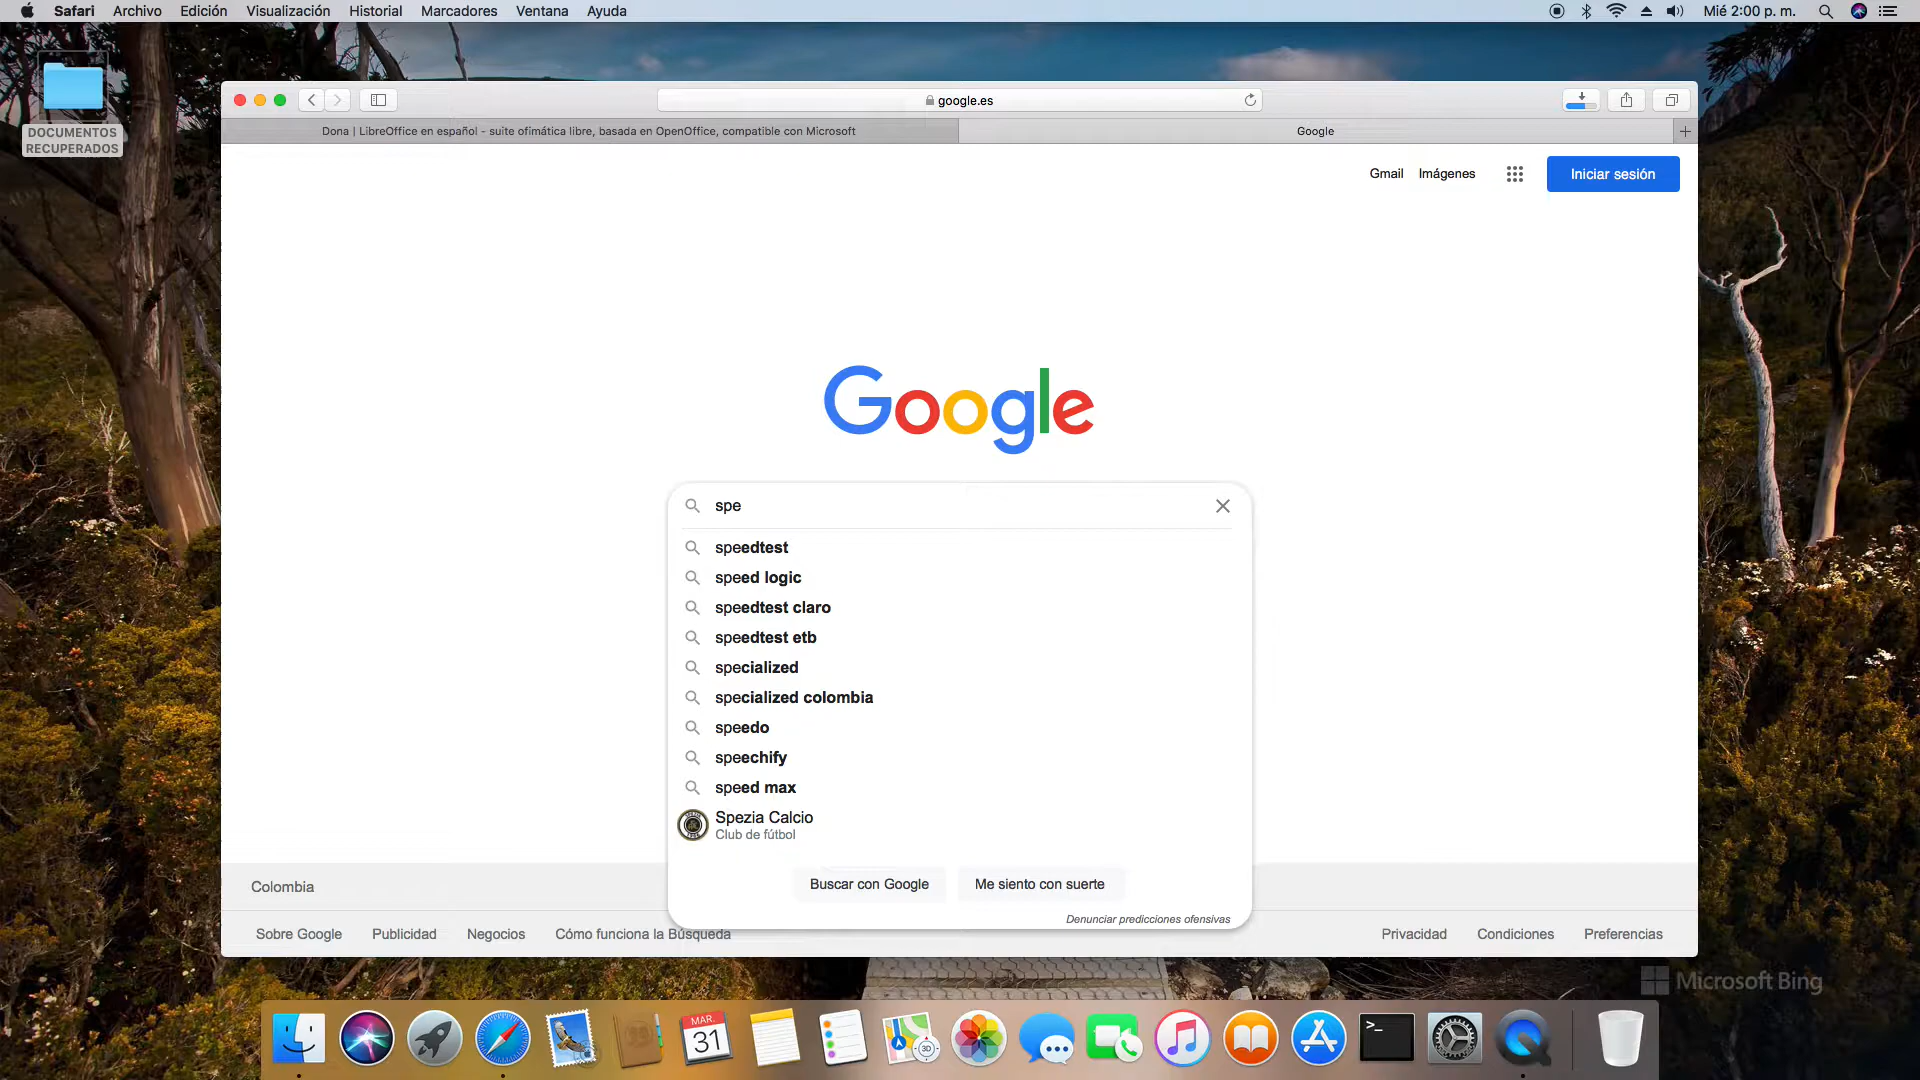 Safari Archivo Edición Visualización Historial Marcadores Ventana Ayuda Mié 2:00 p. m.
DOCUMENTOS
RECUPERADOS
google.es
Dona | LibreOffice en español - suite ofimática libre, basada en OpenOffice, compatible con Microsoft
Google
Gmail Imágenes Iniciar sesión
Google
spe
speedtest
speed logic
speedtest claro
speedtest etb
specialized
specialized colombia
speedo
speechify
speed max
Spezia Calcio
Club de fútbol
Buscar con Google Me siento con suerte
Denunciar predicciones ofensivas
Colombia
Sobre Google Publicidad Negocios Cómo funciona la Búsqueda Privacidad Condiciones Preferencias
Microsoft Bing
MAR.
31
3D
>_